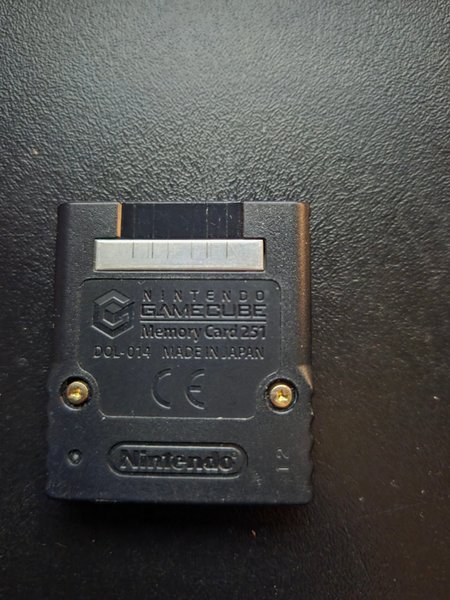 NINTENDO
GAMECUBE
Memory Card 251
DOL-014 MADE IN JAPAN
CE
Nintendo